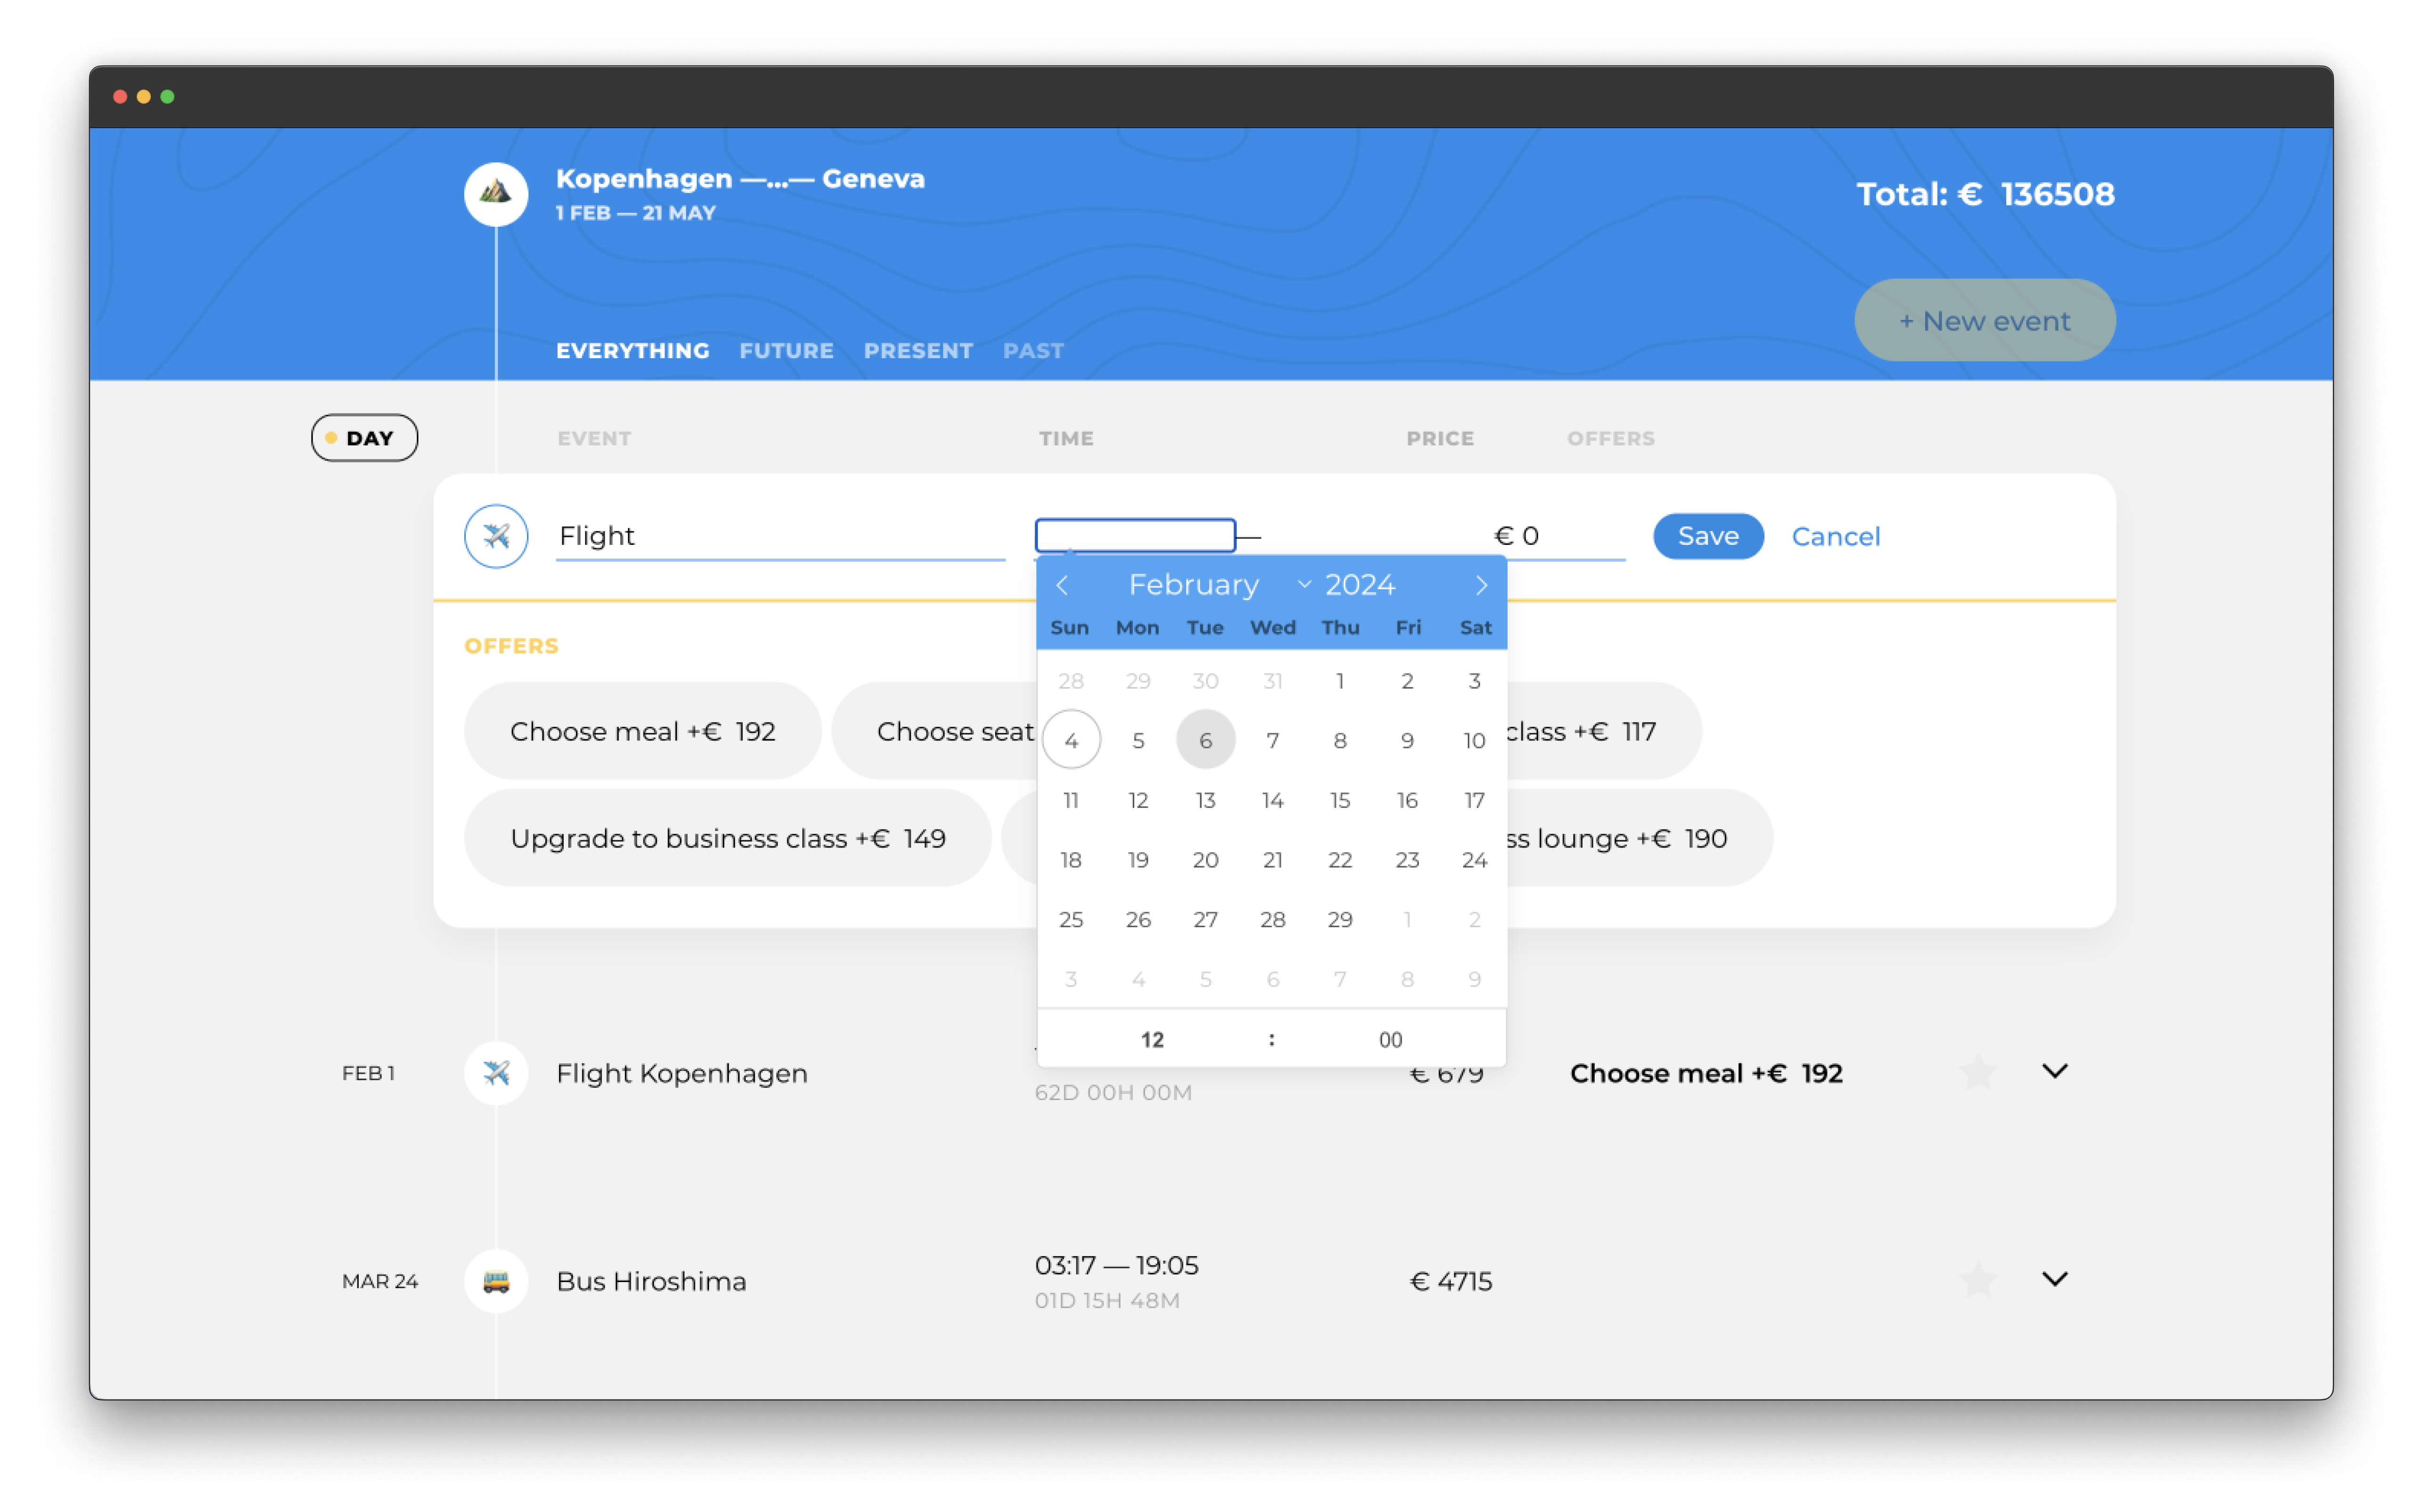 Kopenhagen —...— Geneva
1 FEB — 21 MAY
Total: € 136508
+ New event
EVERYTHING FUTURE PRESENT PAST
DAY EVENT TIME PRICE OFFERS
Flight — € 0 Save Cancel
February 2024
Sun Mon Tue Wed Thu Fri Sat
28 29 30 31 1 2 3
4 5 6 7 8 9 10
11 12 13 14 15 16 17
18 19 20 21 22 23 24
25 26 27 28 29 1 2
3 4 5 6 7 8 9
12 : 00
OFFERS
Choose meal +€ 192 Choose seat class +€ 117
Upgrade to business class +€ 149 lounge +€ 190
FEB 1 Flight Kopenhagen € 679 Choose meal +€ 192
62D 00H 00M
MAR 24 Bus Hiroshima 03:17 — 19:05 € 4715
01D 15H 48M